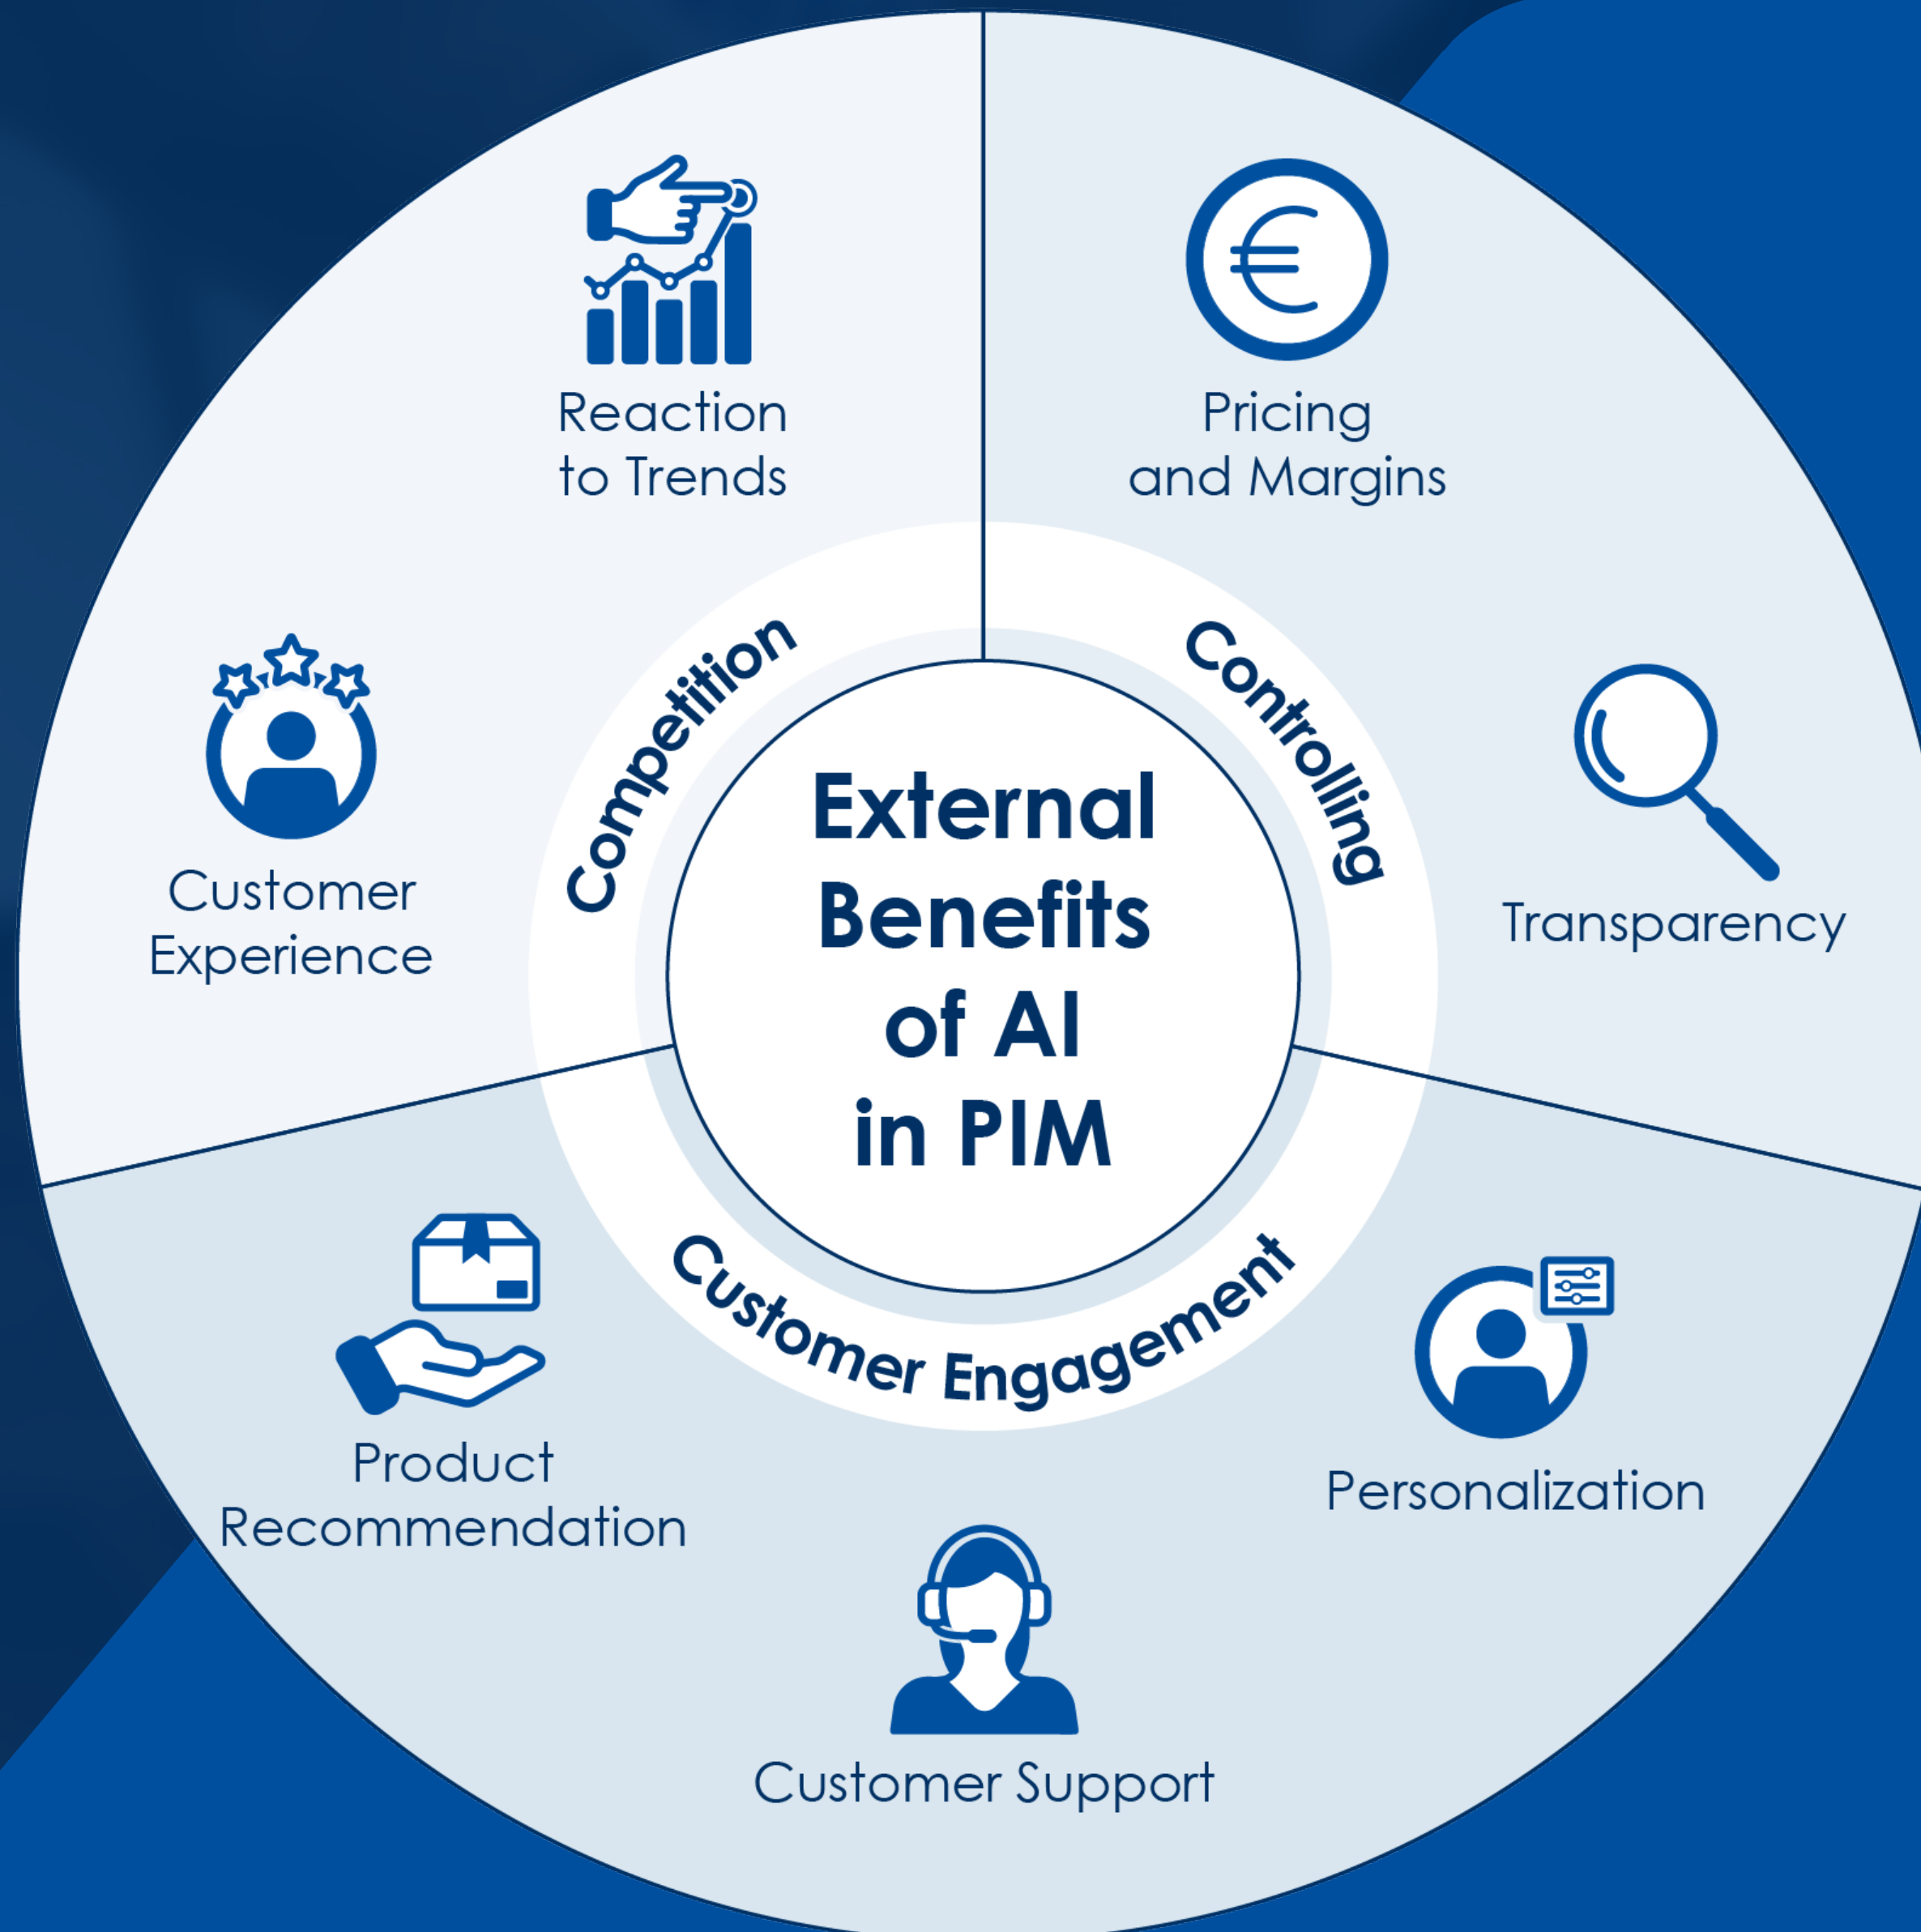 External
Benefits
of AI
in PIM
Competition
Reaction
to Trends
Customer
Experience
Controlling
Pricing
and Margins
Transparency
Customer Engagement
Product
Recommendation
Customer Support
Personalization